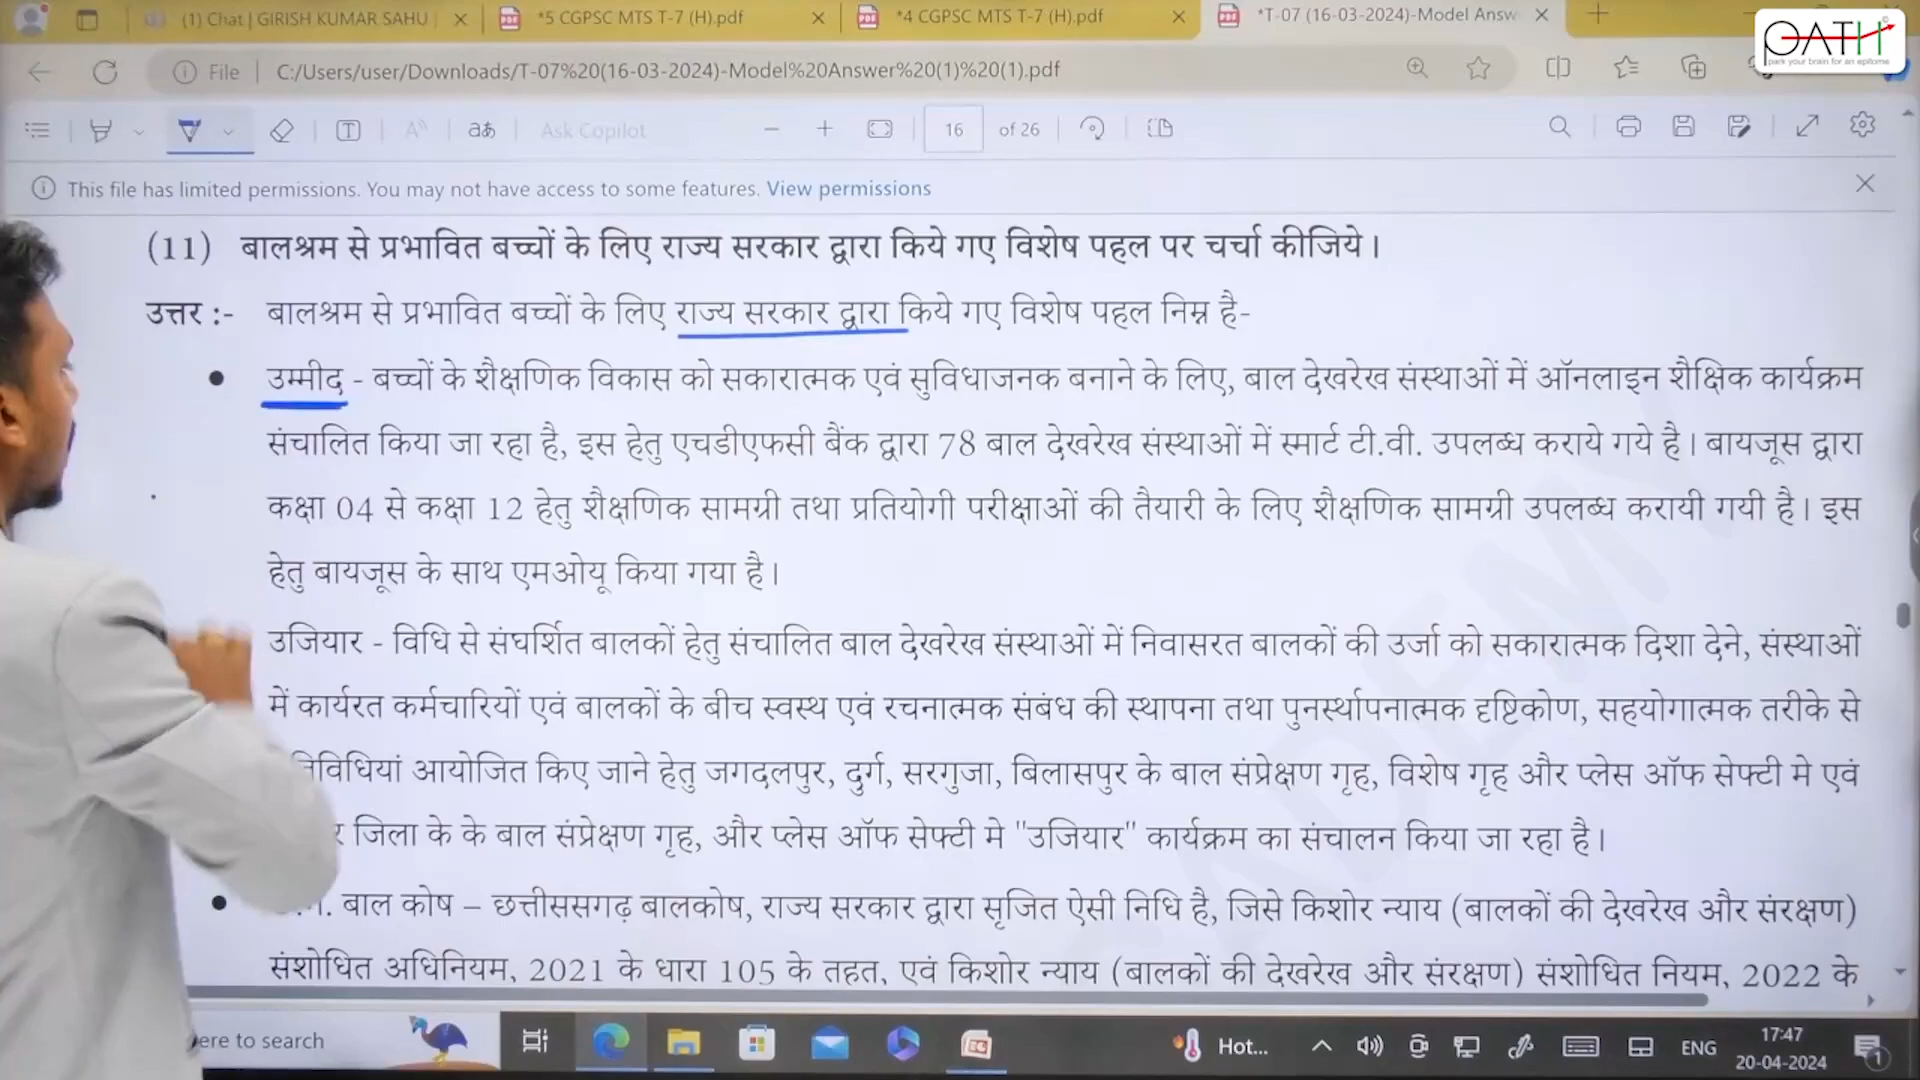 (1) Chat | GIRISH KUMAR SAHU
*5 CGPSC MTS T-7 (H).pdf
*4 CGPSC MTS T-7 (H).pdf
*T-07 (16-03-2024)-Model Answ
PATH
park your brain for an epitome
File | C:/Users/user/Downloads/T-07%20(16-03-2024)-Model%20Answer%20(1)%20(1).pdf
Ask Copilot
16 of 26
This file has limited permissions. You may not have access to some features. View permissions
(11) बालश्रम से प्रभावित बच्चों के लिए राज्य सरकार द्वारा किये गए विशेष पहल पर चर्चा कीजिये।
उत्तर :- बालश्रम से प्रभावित बच्चों के लिए राज्य सरकार द्वारा किये गए विशेष पहल निम्न है-
● उम्मीद - बच्चों के शैक्षणिक विकास को सकारात्मक एवं सुविधाजनक बनाने के लिए, बाल देखरेख संस्थाओं में ऑनलाइन शैक्षिक कार्यक्रम
संचालित किया जा रहा है, इस हेतु एचडीएफसी बैंक द्वारा 78 बाल देखरेख संस्थाओं में स्मार्ट टी.वी. उपलब्ध कराये गये है। बायजूस द्वारा
कक्षा 04 से कक्षा 12 हेतु शैक्षणिक सामग्री तथा प्रतियोगी परीक्षाओं की तैयारी के लिए शैक्षणिक सामग्री उपलब्ध करायी गयी है। इस
हेतु बायजूस के साथ एमओयू किया गया है।
उजियार - विधि से संघर्शित बालकों हेतु संचालित बाल देखरेख संस्थाओं में निवासरत बालकों की उर्जा को सकारात्मक दिशा देने, संस्थाओं
में कार्यरत कर्मचारियों एवं बालकों के बीच स्वस्थ एवं रचनात्मक संबंध की स्थापना तथा पुनर्स्थापनात्मक दृष्टिकोण, सहयोगात्मक तरीके से
आयोजित किए जाने हेतु जगदलपुर, दुर्ग, सरगुजा, बिलासपुर के बाल संप्रेक्षण गृह, विशेष गृह और प्लेस ऑफ सेफ्टी मे एवं
जिला के के बाल संप्रेक्षण गृह, और प्लेस ऑफ सेफ्टी मे "उजियार" कार्यक्रम का संचालन किया जा रहा है।
● बाल कोष – छत्तीससगढ़ बालकोष, राज्य सरकार द्वारा सृजित ऐसी निधि है, जिसे किशोर न्याय (बालकों की देखरेख और संरक्षण)
संशोधित अधिनियम, 2021 के धारा 105 के तहत, एवं किशोर न्याय (बालकों की देखरेख और संरक्षण) संशोधित नियम, 2022 के
ere to search
Hot...
ENG
17:47
20-04-2024
1